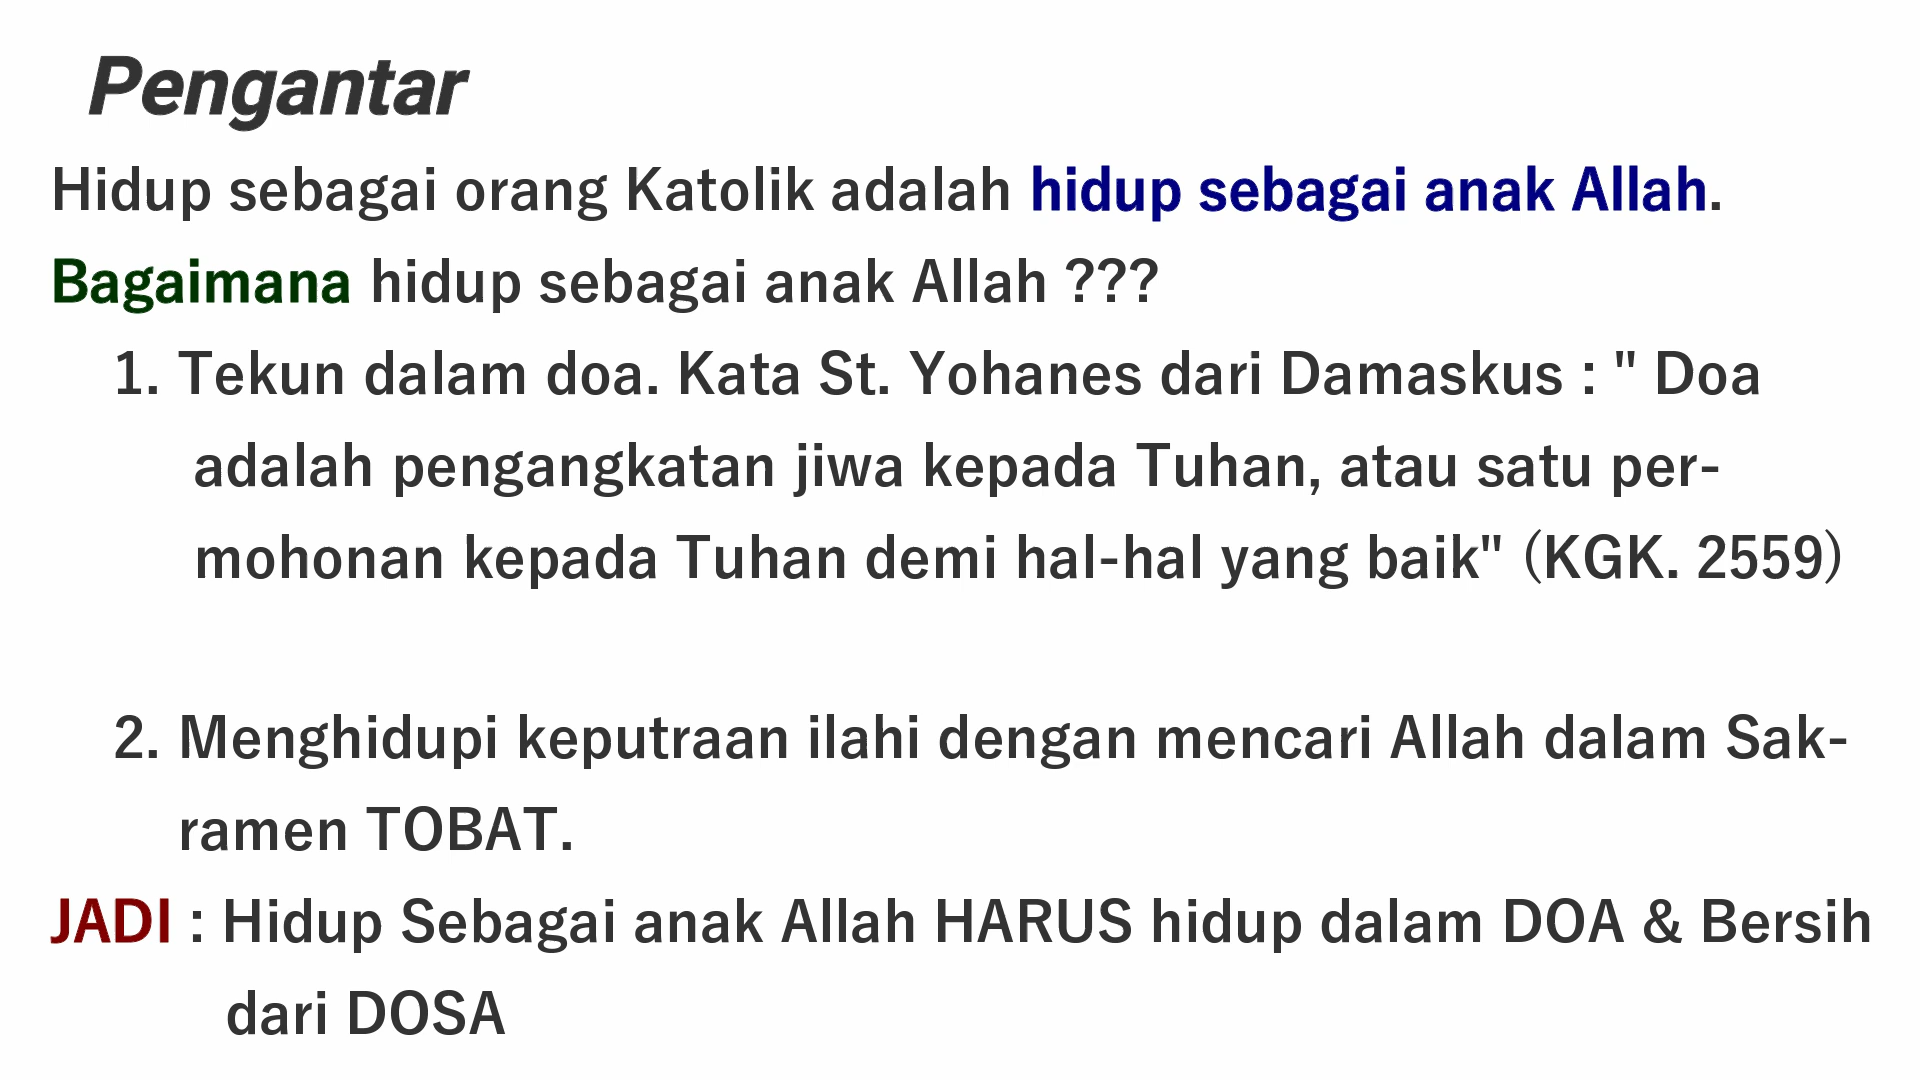 Pengantar
Hidup sebagai orang Katolik adalah hidup sebagai anak Allah.
Bagaimana hidup sebagai anak Allah ???
1. Tekun dalam doa. Kata St. Yohanes dari Damaskus : " Doa
adalah pengangkatan jiwa kepada Tuhan, atau satu per-
mohonan kepada Tuhan demi hal-hal yang baik" (KGK. 2559)
2. Menghidupi keputraan ilahi dengan mencari Allah dalam Sak-
ramen TOBAT.
JADI : Hidup Sebagai anak Allah HARUS hidup dalam DOA & Bersih
dari DOSA